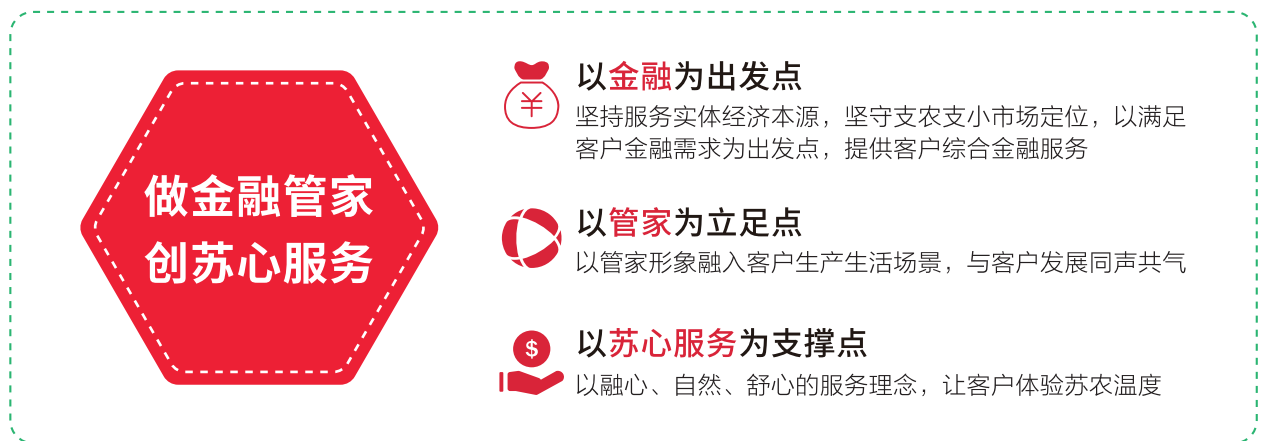 做金融管家
创苏心服务
以金融为出发点
坚持服务实体经济本源，坚守支农支小市场定位，以满足
客户金融需求为出发点，提供客户综合金融服务
以管家为立足点
以管家形象融入客户生产生活场景，与客户发展同声共气
以苏心服务为支撑点
以融心、自然、舒心的服务理念，让客户体验苏农温度